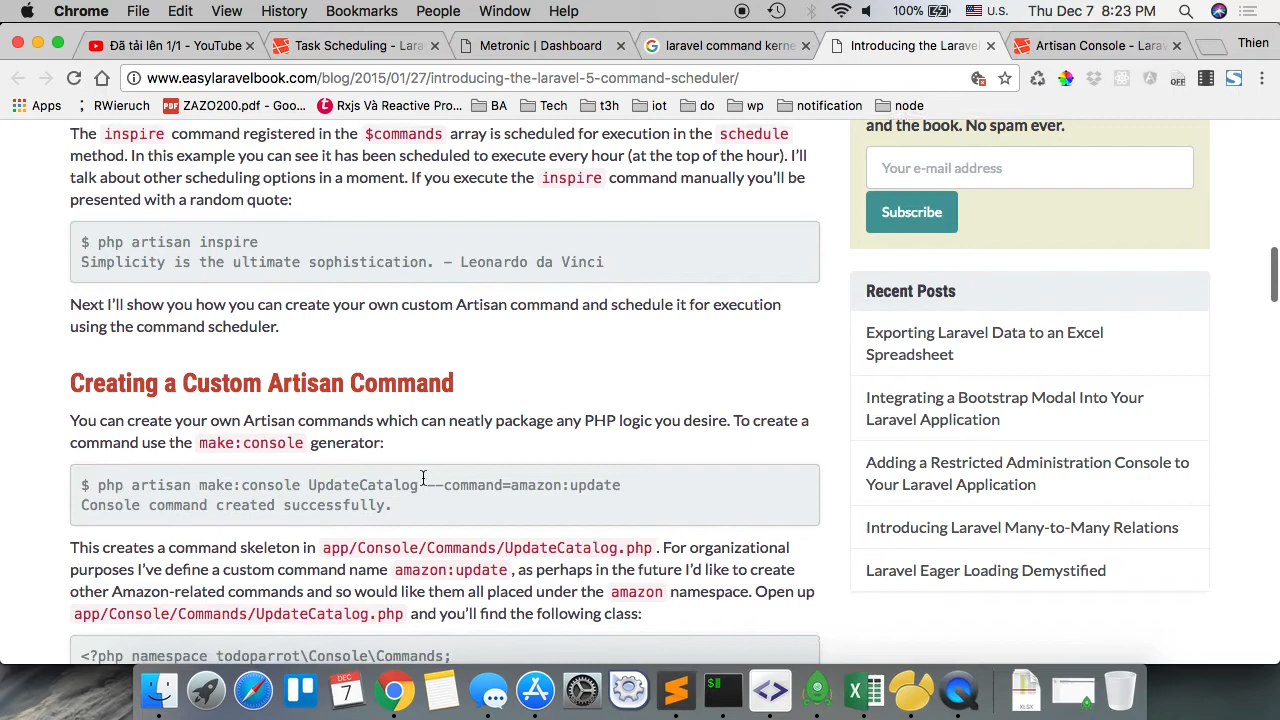 Chrome File Edit View History Bookmarks People Window Help 100% U.S. Thu Dec 7 8:23 PM
Đã tải lên 1/1 - YouTube Task Scheduling - Lara Metronic | Dashboard laravel command kerne Introducing the Laravel Artisan Console - Larav Thien
www.easylaravelbook.com/blog/2015/01/27/introducing-the-laravel-5-command-scheduler/
OFF
Apps RWieruch ZAZO200.pdf - Goo... Rxjs Và Reactive Pro... BA Tech t3h iot do wp notification node
The inspire command registered in the $commands array is scheduled for execution in the schedule
method. In this example you can see it has been scheduled to execute every hour (at the top of the hour). I'll
talk about other scheduling options in a moment. If you execute the inspire command manually you'll be
presented with a random quote:
$ php artisan inspire
Simplicity is the ultimate sophistication. – Leonardo da Vinci
Next I'll show you how you can create your own custom Artisan command and schedule it for execution
using the command scheduler.
Creating a Custom Artisan Command
You can create your own Artisan commands which can neatly package any PHP logic you desire. To create a
command use the make:console generator:
$ php artisan make:console UpdateCatalog --command=amazon:update
Console command created successfully.
This creates a command skeleton in app/Console/Commands/UpdateCatalog.php. For organizational
purposes I've define a custom command name amazon:update, as perhaps in the future I'd like to create
other Amazon-related commands and so would like them all placed under the amazon namespace. Open up
app/Console/Commands/UpdateCatalog.php and you'll find the following class:
<?php namespace todoparrot\Console\Commands;
and the book. No spam ever.
Your e-mail address
Subscribe
Recent Posts
Exporting Laravel Data to an Excel
Spreadsheet
Integrating a Bootstrap Modal Into Your
Laravel Application
Adding a Restricted Administration Console to
Your Laravel Application
Introducing Laravel Many-to-Many Relations
Laravel Eager Loading Demystified
DEC
7
XLSX